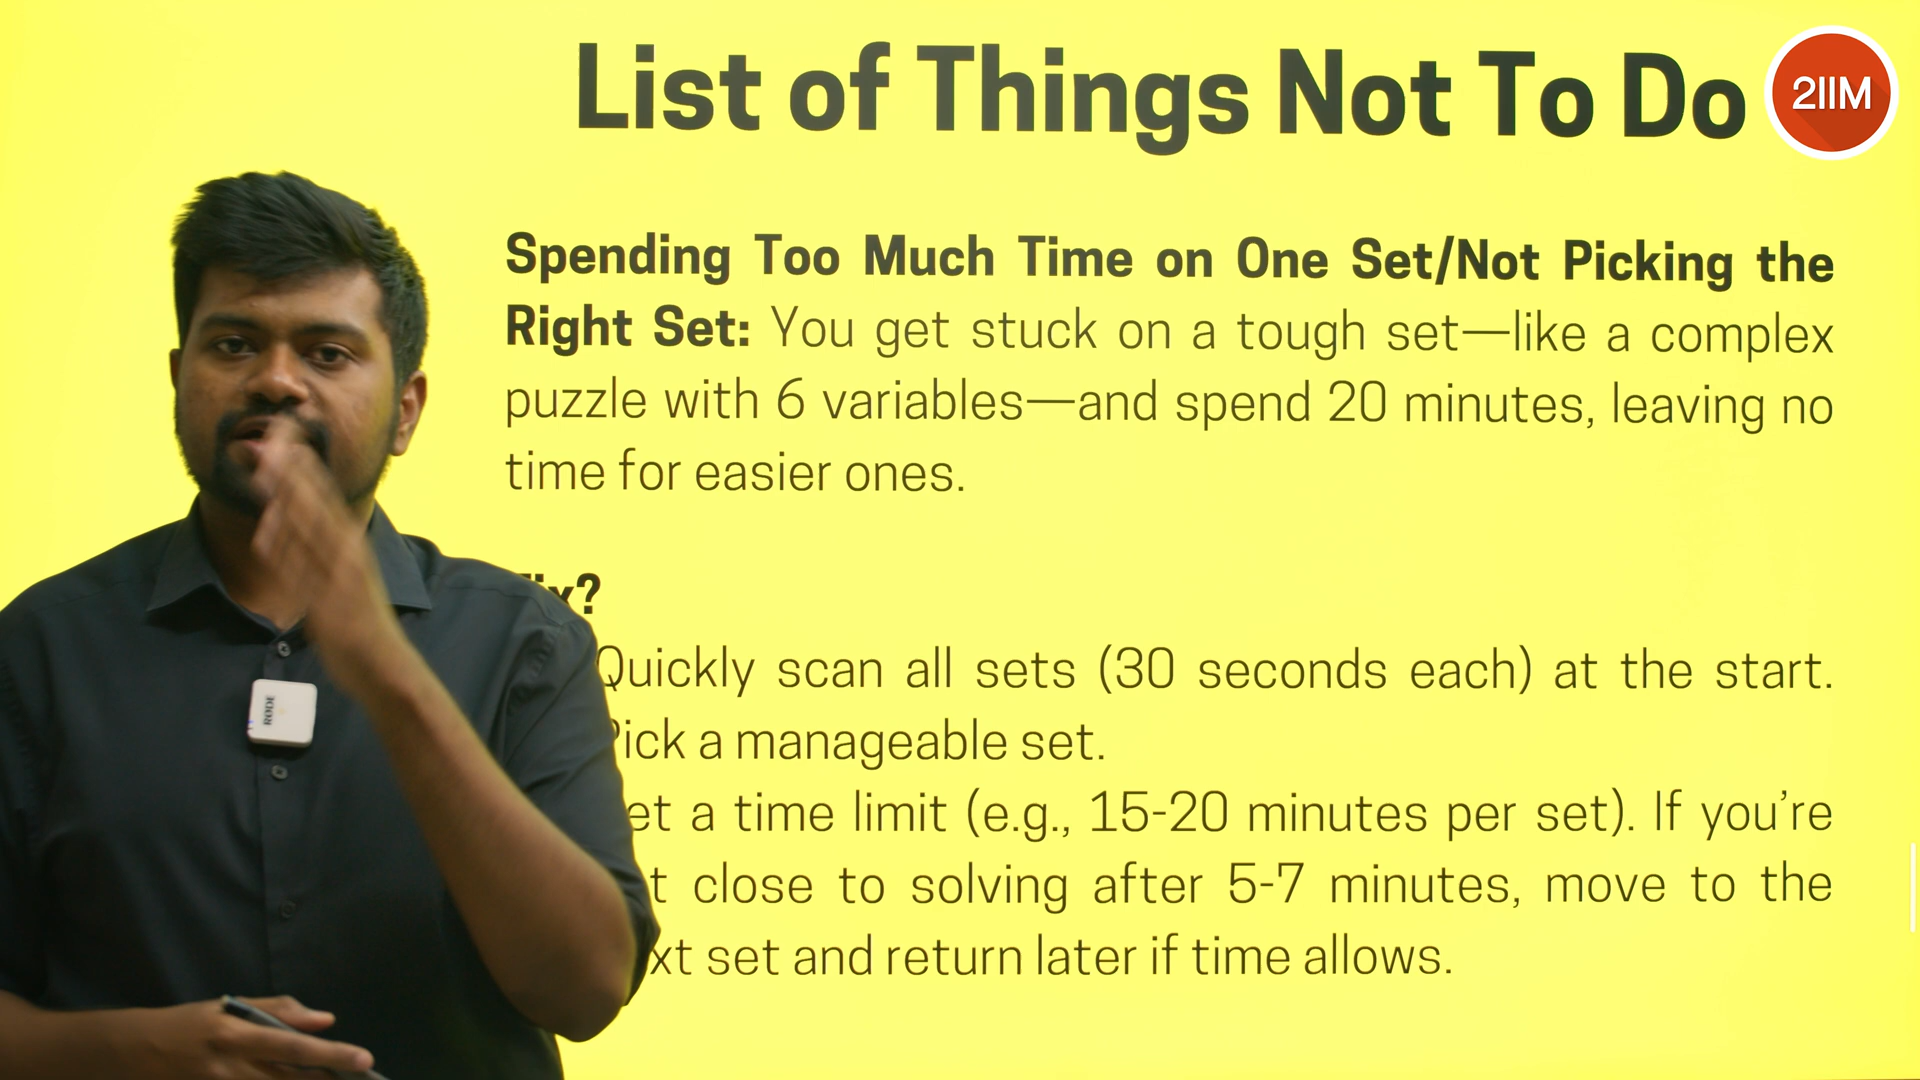 List of Things Not To Do
2IIM
Spending Too Much Time on One Set/Not Picking the
Right Set: You get stuck on a tough set—like a complex
puzzle with 6 variables—and spend 20 minutes, leaving no
time for easier ones.
Quickly scan all sets (30 seconds each) at the start.
Pick a manageable set.
RØDE
a time limit (e.g., 15-20 minutes per set). If you’re
close to solving after 5-7 minutes, move to the
set and return later if time allows.